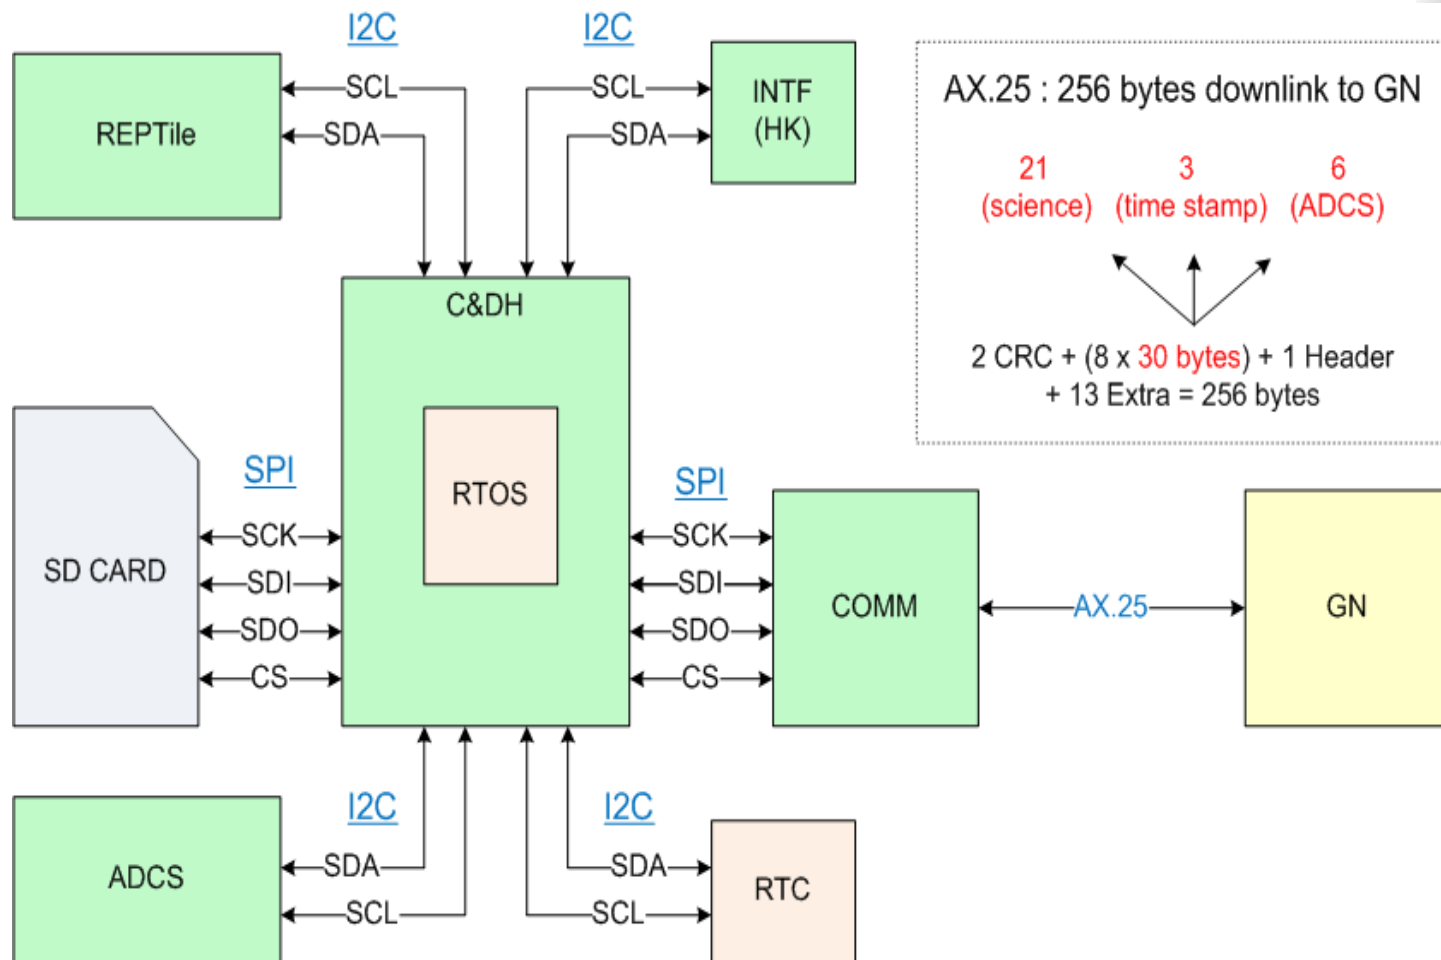 I2C
I2C
REPTile
SCL
SDA
SCL
SDA
INTF
(HK)
AX.25 : 256 bytes downlink to GN
21
(science)
3
(time stamp)
6
(ADCS)
2 CRC + (8 x 30 bytes) + 1 Header
+ 13 Extra = 256 bytes
C&DH
RTOS
SD CARD
SPI
SCK
SDI
SDO
CS
SPI
SCK
SDI
SDO
CS
COMM
AX.25
GN
I2C
I2C
ADCS
SDA
SCL
SDA
SCL
RTC